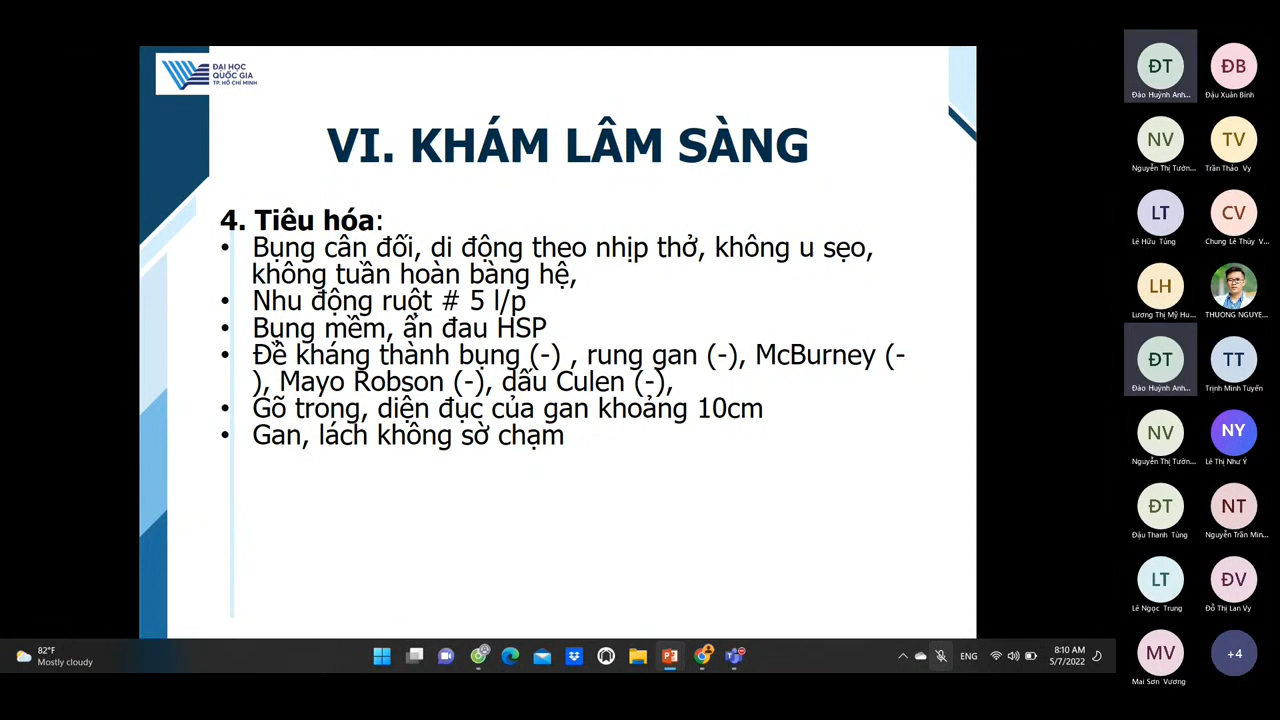 ĐẠI HỌC
QUỐC GIA
TP. HỒ CHÍ MINH
VI. KHÁM LÂM SÀNG
4. Tiêu hóa:
• Bụng cân đối, di động theo nhịp thở, không u sẹo,
không tuần hoàn bàng hệ,
• Nhu động ruột # 5 l/p
• Bụng mềm, ấn đau HSP
• Đề kháng thành bụng (-) , rung gan (-), McBurney (-
), Mayo Robson (-), dấu Culen (-),
• Gõ trong, diện đục của gan khoảng 10cm
• Gan, lách không sờ chạm
ĐT
ĐB
Đào Huỳnh Anh...
Đậu Xuân Bình
NV
TV
Nguyễn Thị Tườn...
Trần Thảo Vy
LT
CV
Lê Hữu Tùng
Chung Lê Thùy V...
LH
Lương Thị Mỹ Hu...
THUONG NGUYE...
ĐT
TT
Đào Huỳnh Anh...
Trịnh Minh Tuyến
NV
NY
Nguyễn Thị Tườn...
Lê Thị Như Ý
ĐT
NT
Đậu Thanh Tùng
Nguyễn Trần Min...
LT
ĐV
Lê Ngọc Trung
Đỗ Thị Lan Vy
MV
+4
Mai Sơn Vương
82°F
Mostly cloudy
ENG
8:10 AM
5/7/2022